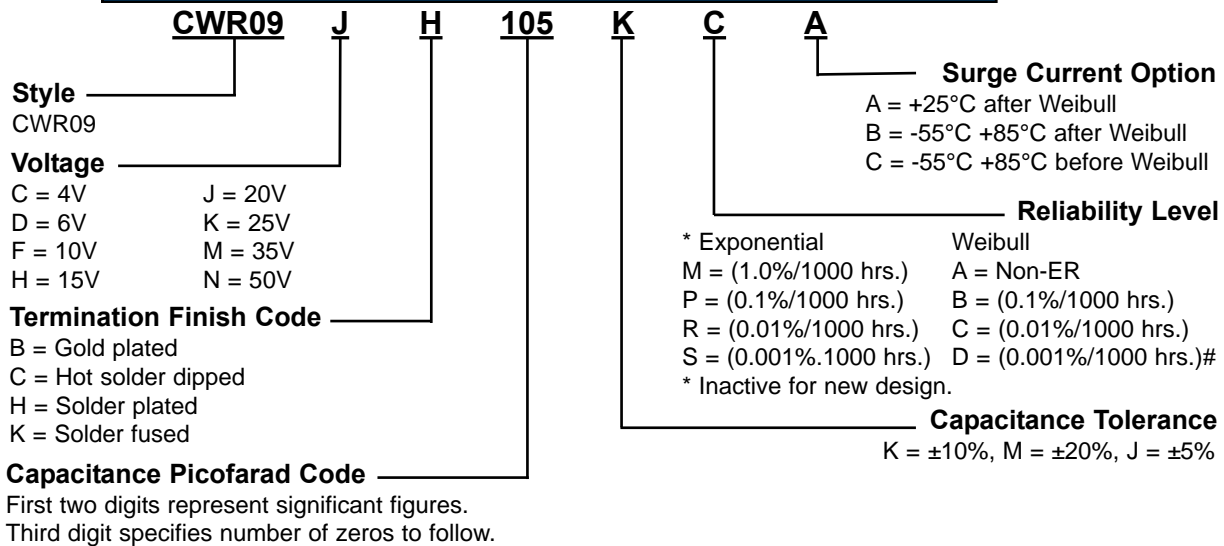 CWR09 J H 105 K C A
Style
CWR09
Voltage
C = 4V J = 20V
D = 6V K = 25V
F = 10V M = 35V
H = 15V N = 50V
Termination Finish Code
B = Gold plated
C = Hot solder dipped
H = Solder plated
K = Solder fused
Capacitance Picofarad Code
First two digits represent significant figures.
Third digit specifies number of zeros to follow.
Surge Current Option
A = +25°C after Weibull
B = -55°C +85°C after Weibull
C = -55°C +85°C before Weibull
Reliability Level
* Exponential Weibull
M = (1.0%/1000 hrs.) A = Non-ER
P = (0.1%/1000 hrs.) B = (0.1%/1000 hrs.)
R = (0.01%/1000 hrs.) C = (0.01%/1000 hrs.)
S = (0.001%.1000 hrs.) D = (0.001%/1000 hrs.)#
* Inactive for new design.
Capacitance Tolerance
K = ±10%, M = ±20%, J = ±5%